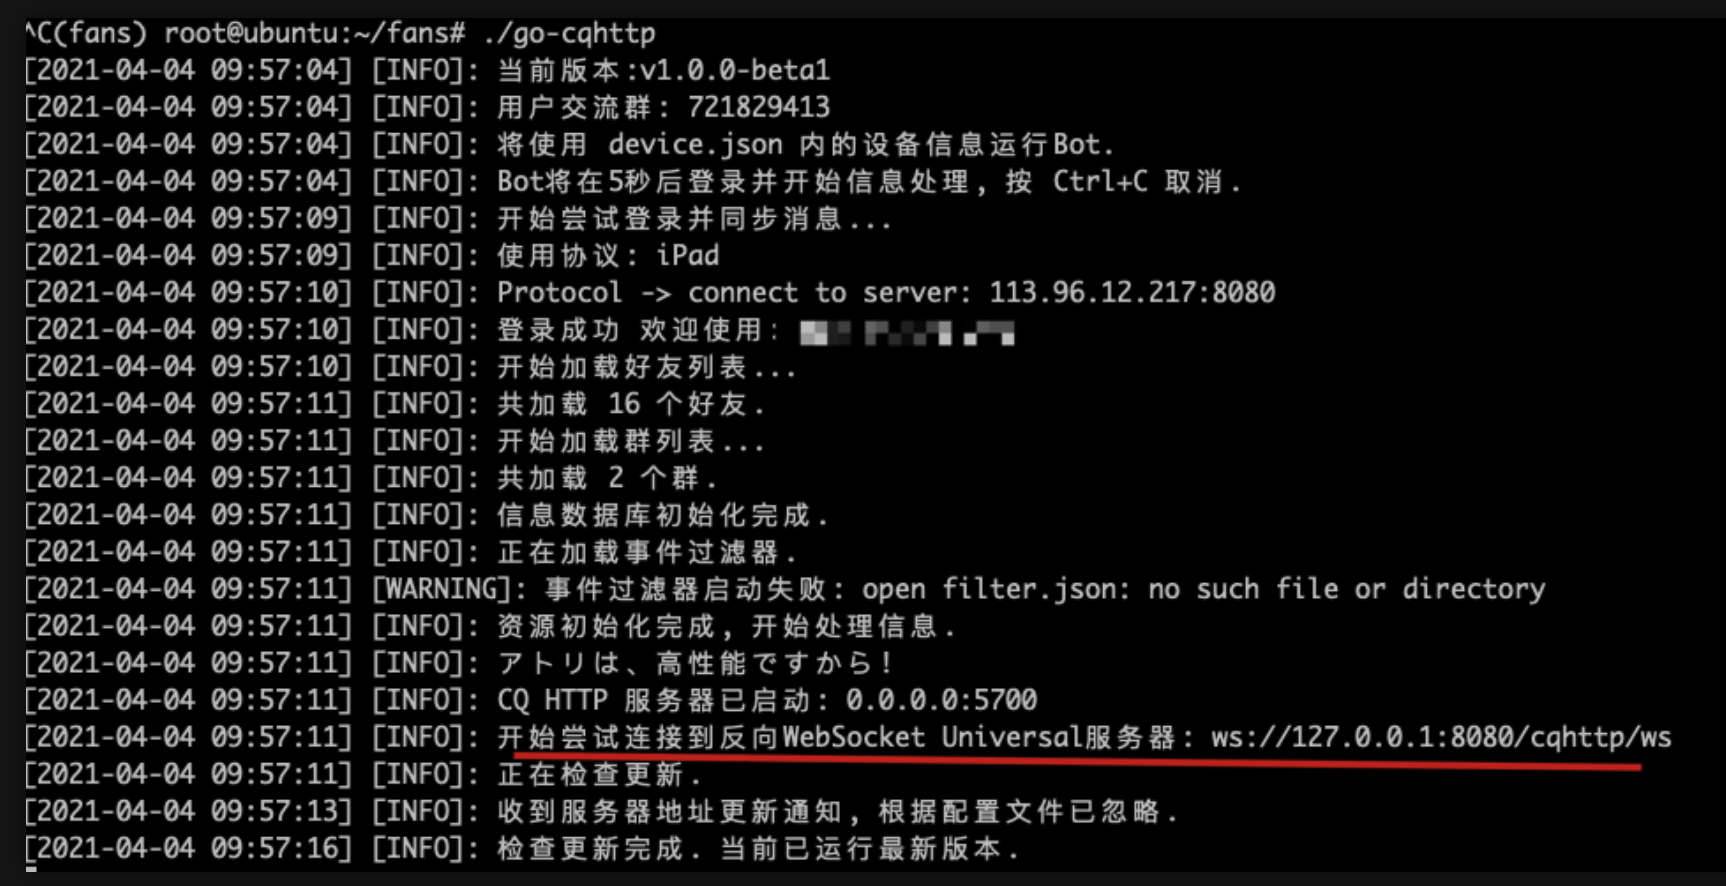 ^C(fans) root@ubuntu:~/fans# ./go-cqhttp
[2021-04-04 09:57:04] [INFO]: 当前版本:v1.0.0-beta1
[2021-04-04 09:57:04] [INFO]: 用户交流群: 721829413
[2021-04-04 09:57:04] [INFO]: 将使用 device.json 内的设备信息运行Bot.
[2021-04-04 09:57:04] [INFO]: Bot将在5秒后登录并开始信息处理, 按 Ctrl+C 取消.
[2021-04-04 09:57:09] [INFO]: 开始尝试登录并同步消息...
[2021-04-04 09:57:09] [INFO]: 使用协议: iPad
[2021-04-04 09:57:10] [INFO]: Protocol -> connect to server: 113.96.12.217:8080
[2021-04-04 09:57:10] [INFO]: 登录成功 欢迎使用:
[2021-04-04 09:57:10] [INFO]: 开始加载好友列表...
[2021-04-04 09:57:11] [INFO]: 共加载 16 个好友.
[2021-04-04 09:57:11] [INFO]: 开始加载群列表...
[2021-04-04 09:57:11] [INFO]: 共加载 2 个群.
[2021-04-04 09:57:11] [INFO]: 信息数据库初始化完成.
[2021-04-04 09:57:11] [INFO]: 正在加载事件过滤器.
[2021-04-04 09:57:11] [WARNING]: 事件过滤器启动失败: open filter.json: no such file or directory
[2021-04-04 09:57:11] [INFO]: 资源初始化完成, 开始处理信息.
[2021-04-04 09:57:11] [INFO]: アトリは、高性能ですから!
[2021-04-04 09:57:11] [INFO]: CQ HTTP 服务器已启动: 0.0.0.0:5700
[2021-04-04 09:57:11] [INFO]: 开始尝试连接到反向WebSocket Universal服务器: ws://127.0.0.1:8080/cqhttp/ws
[2021-04-04 09:57:11] [INFO]: 正在检查更新.
[2021-04-04 09:57:13] [INFO]: 收到服务器地址更新通知, 根据配置文件已忽略.
[2021-04-04 09:57:16] [INFO]: 检查更新完成. 当前已运行最新版本.